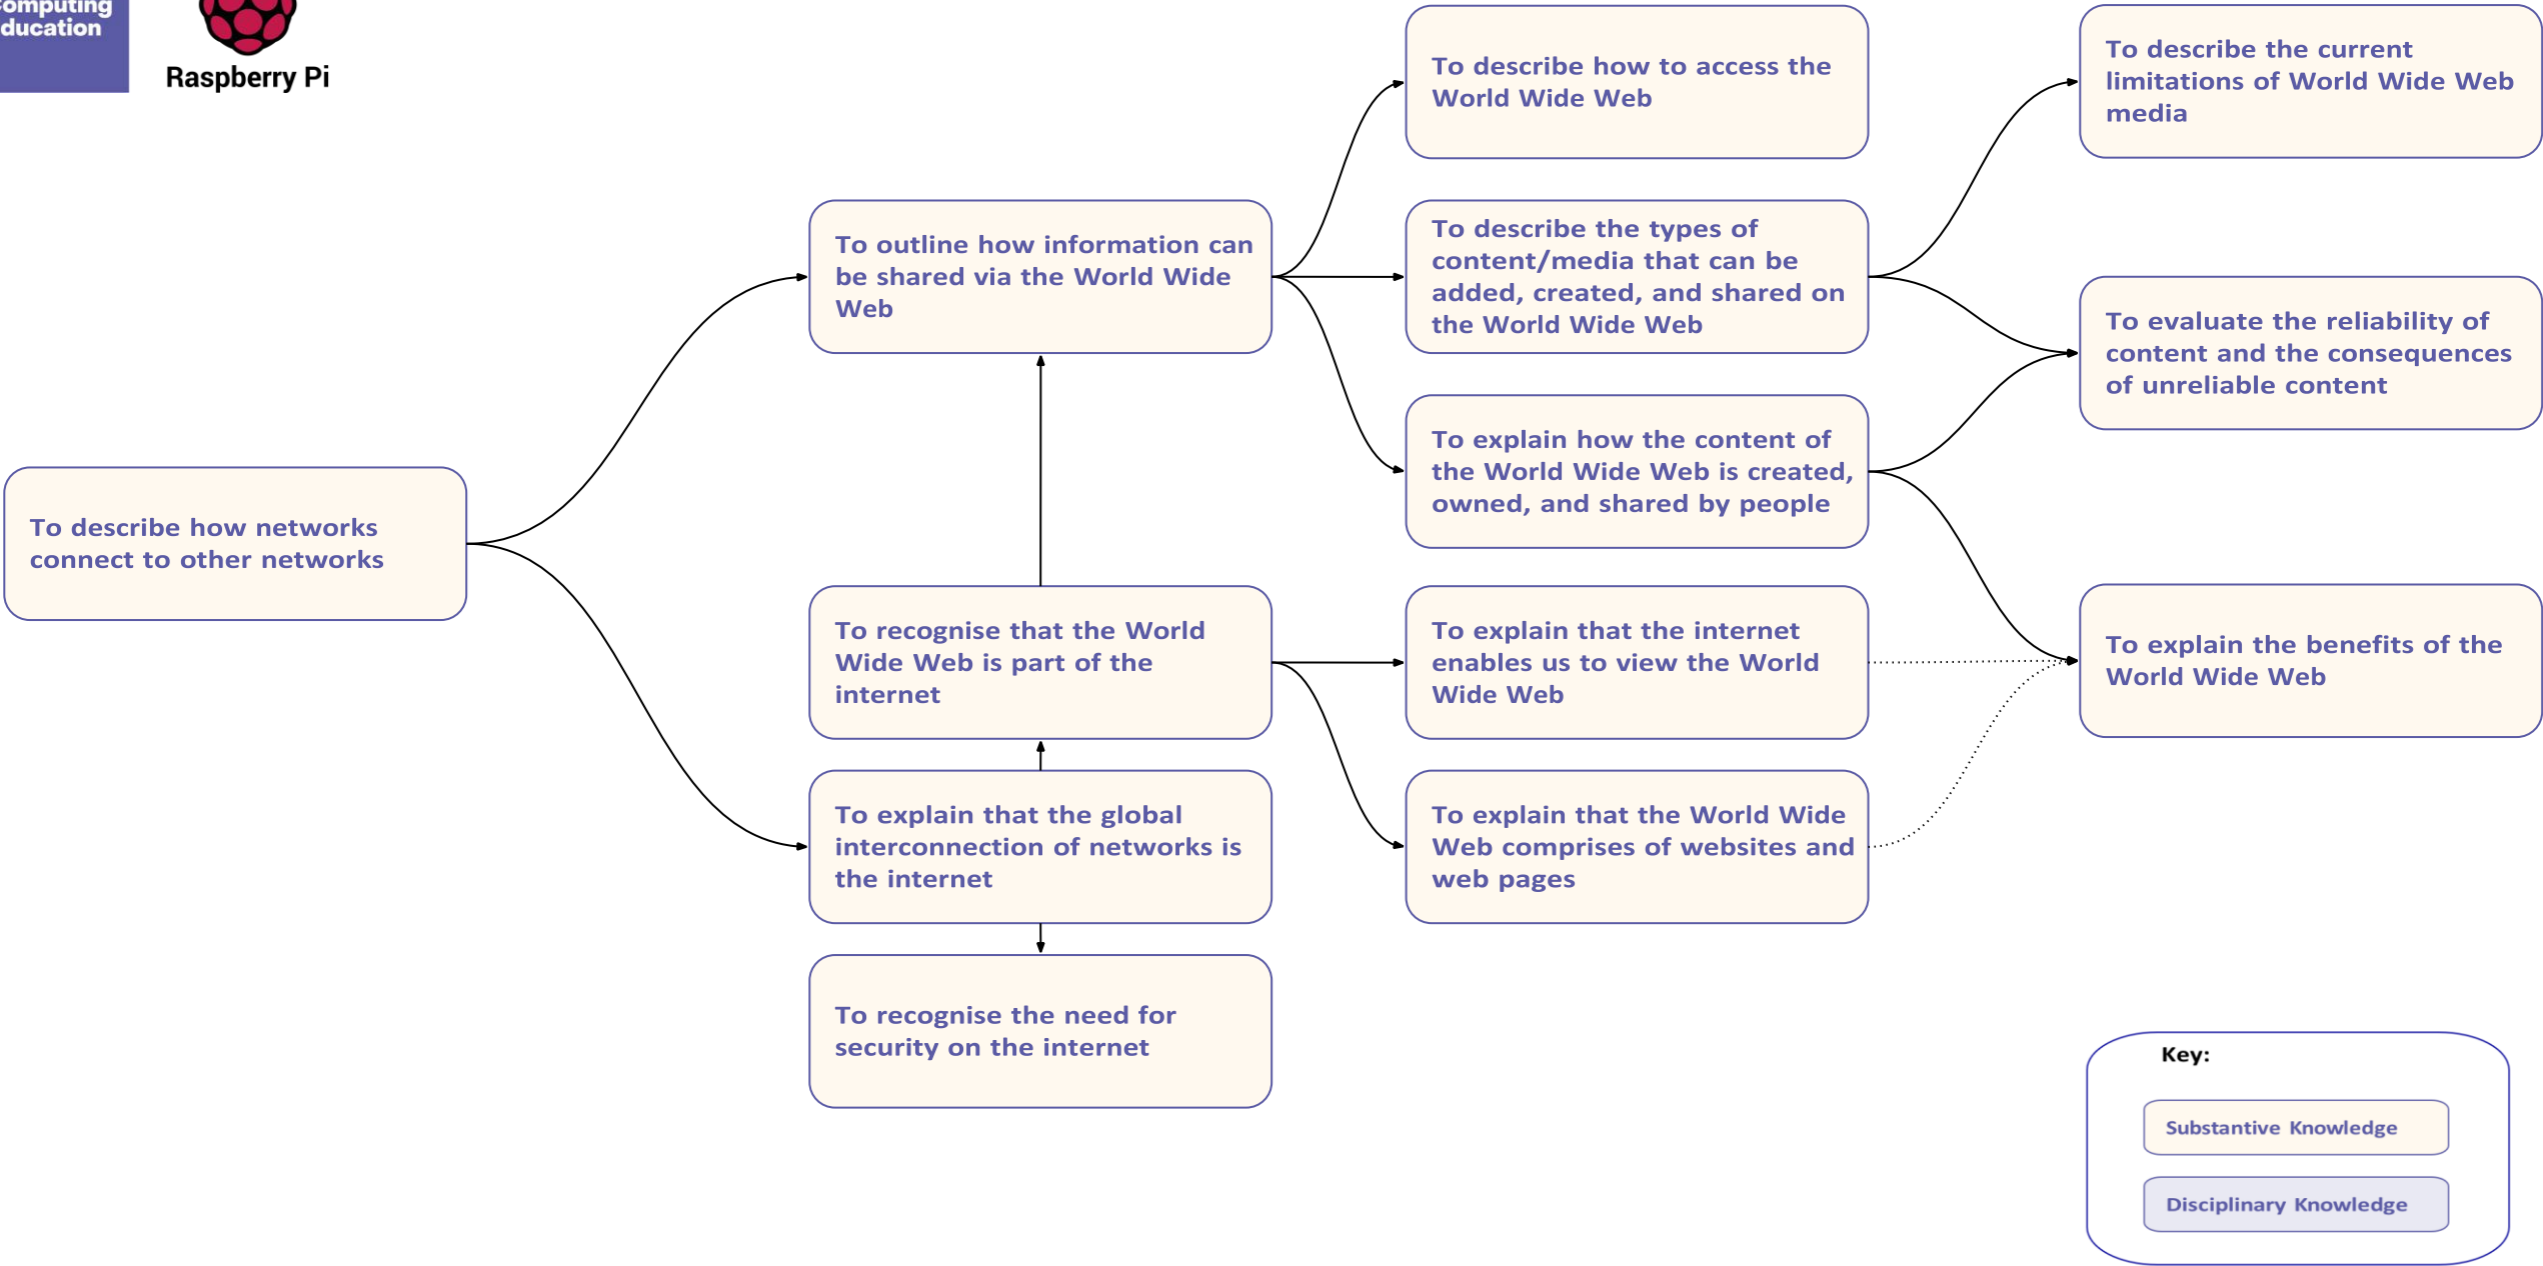 ducation
Raspberry Pi
To describe how networks
connect to other networks
To outline how information can
be shared via the World Wide
Web
To recognise that the World
Wide Web is part of the
internet
To explain that the global
interconnection of networks is
the internet
To recognise the need for
security on the internet
To describe how to access the
World Wide Web
To describe the types of
content/media that can be
added, created, and shared on
the World Wide Web
To explain how the content of
the World Wide Web is created,
owned, and shared by people
To explain that the internet
enables us to view the World
Wide Web
To explain that the World Wide
Web comprises of websites and
web pages
To describe the current
limitations of World Wide Web
media
To evaluate the reliability of
content and the consequences
of unreliable content
To explain the benefits of the
World Wide Web
Key:
Substantive Knowledge
Disciplinary Knowledge